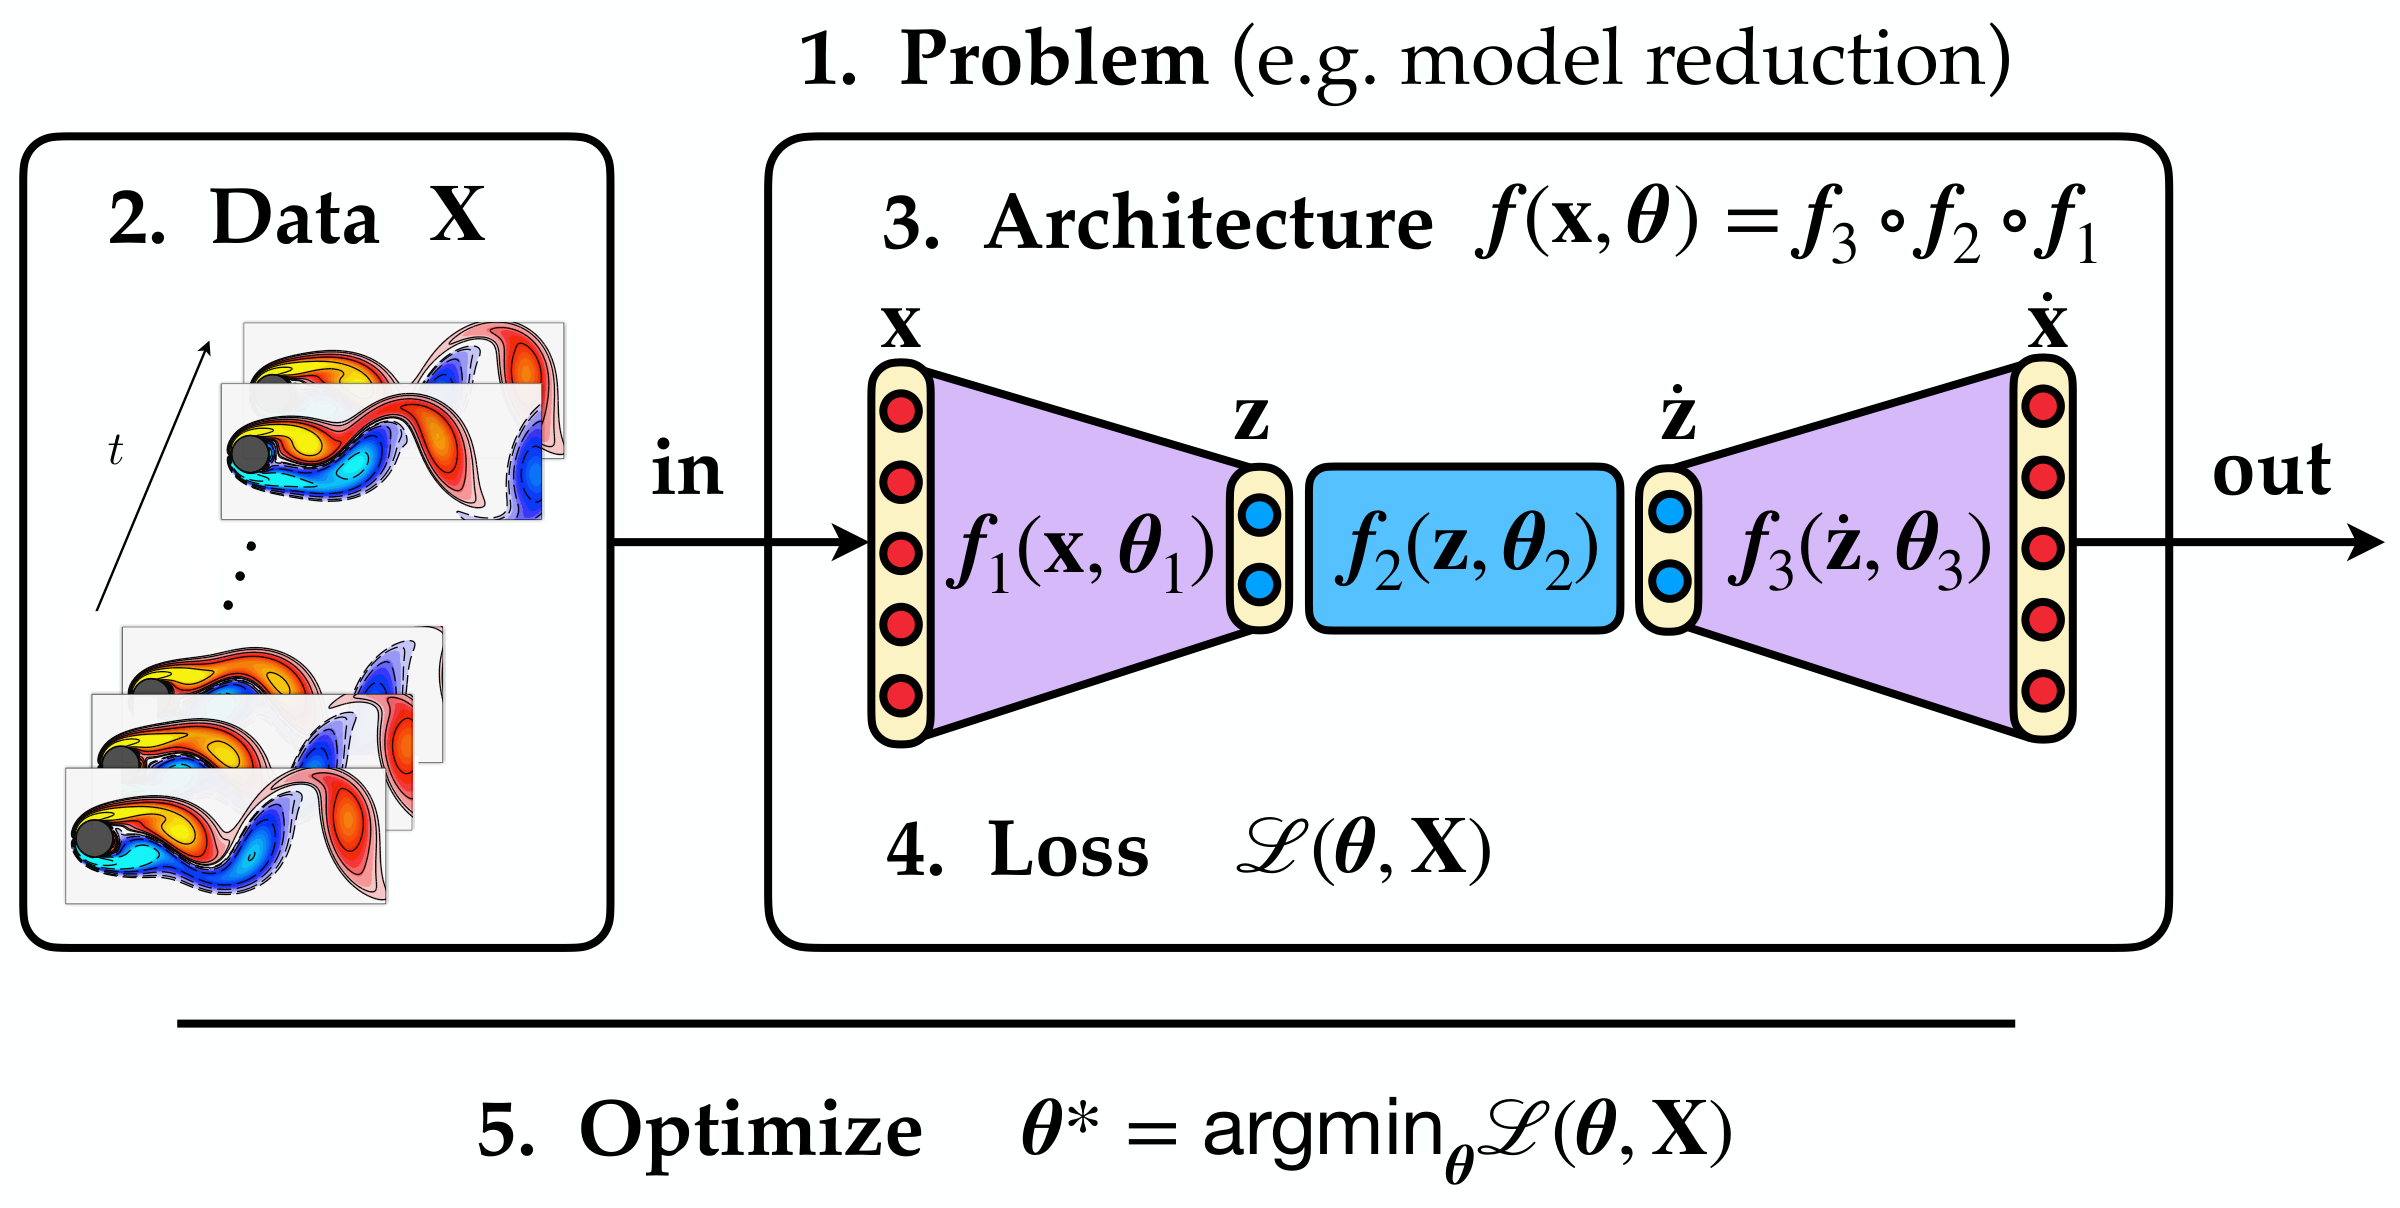 1. Problem (e.g. model reduction)
2. Data X
t
in
3. Architecture f(x, θ) = f₃ ∘ f₂ ∘ f₁
x
z
ż
ẋ
f₁(x, θ₁)
f₂(z, θ₂)
f₃(ż, θ₃)
out
4. Loss ℒ(θ, X)
5. Optimize θ* = argmin_θ ℒ(θ, X)